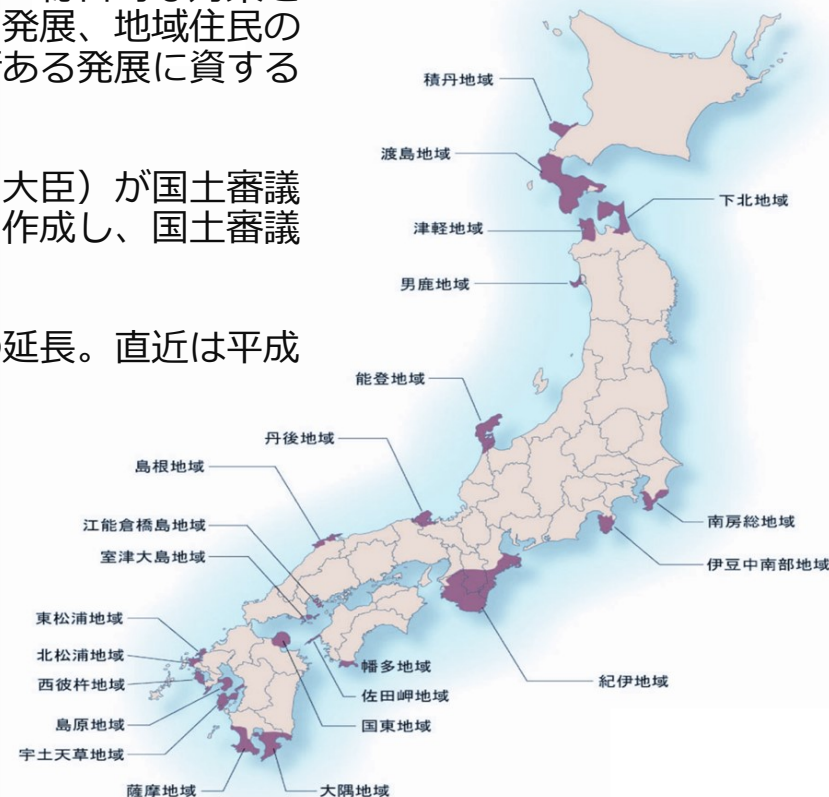 発展、地域住民の
ある発展に資する
大臣）が国土審議
作成し、国土審議
延長。直近は平成
積丹地域
渡島地域
下北地域
津軽地域
男鹿地域
能登地域
丹後地域
島根地域
江能倉橋島地域
室津大島地域
南房総地域
伊豆中南部地域
東松浦地域
北松浦地域
西彼杵地域
島原地域
宇土天草地域
薩摩地域
大隅地域
国東地域
佐田岬地域
幡多地域
紀伊地域